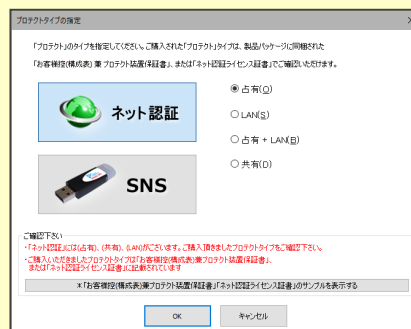 プロテクトタイプの指定
「プロテクト」のタイプを指定してください。ご購入された「プロテクト」タイプは、製品パッケージに同梱された
「お客様控(構成表) 兼 プロテクト装置保証書」、または「ネット認証ライセンス証書」でご確認いただけます。
ネット認証
占有(O)
LAN(S)
占有 + LAN(B)
共有(D)
SNS
ご確認下さい
・「ネット認証」には(占有)、(共有)、(LAN)がございます。ご購入頂きましたプロテクトタイプをご確認下さい。
・ご購入いただきましたプロテクトタイプは「お客様控(構成表)兼プロテクト装置保証書」、
または「ネット認証ライセンス証書」に記載されています
*「お客様控(構成表)兼プロテクト装置保証書」「ネット認証ライセンス証書」のサンプルを表示する
OK
キャンセル